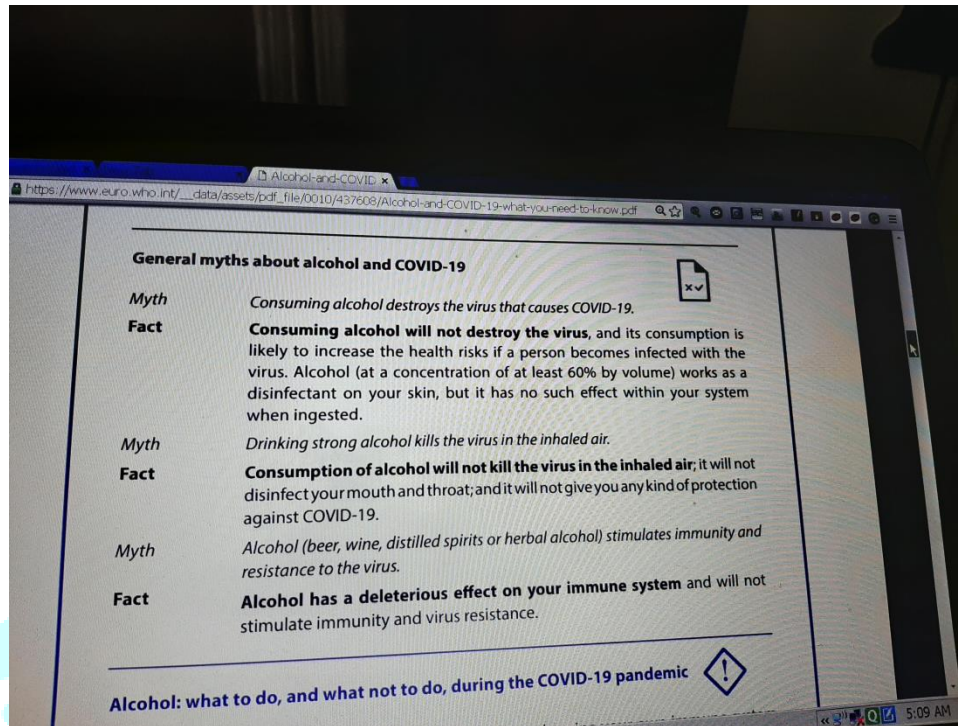 Alcohol-and-COVID ×
https://www.euro.who.int/__data/assets/pdf_file/0010/437608/Alcohol-and-COVID-19-what-you-need-to-know.pdf
General myths about alcohol and COVID-19
Myth Consuming alcohol destroys the virus that causes COVID-19.
Fact Consuming alcohol will not destroy the virus, and its consumption is
likely to increase the health risks if a person becomes infected with the
virus. Alcohol (at a concentration of at least 60% by volume) works as a
disinfectant on your skin, but it has no such effect within your system
when ingested.
Myth Drinking strong alcohol kills the virus in the inhaled air.
Fact Consumption of alcohol will not kill the virus in the inhaled air; it will not
disinfect your mouth and throat; and it will not give you any kind of protection
against COVID-19.
Myth Alcohol (beer, wine, distilled spirits or herbal alcohol) stimulates immunity and
resistance to the virus.
Fact Alcohol has a deleterious effect on your immune system and will not
stimulate immunity and virus resistance.
Alcohol: what to do, and what not to do, during the COVID-19 pandemic
5:09 AM